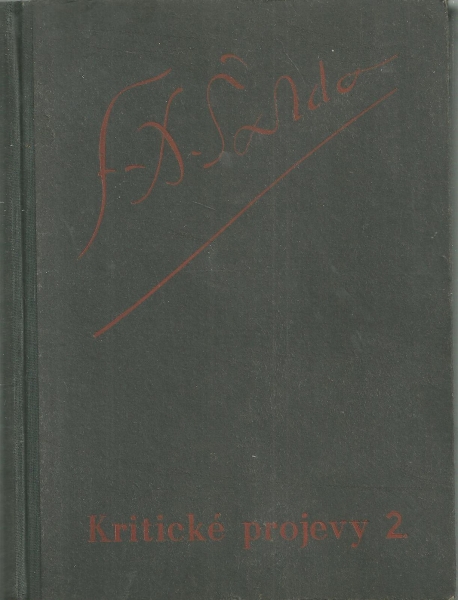 F. X. Šalda
Kritické projevy 2